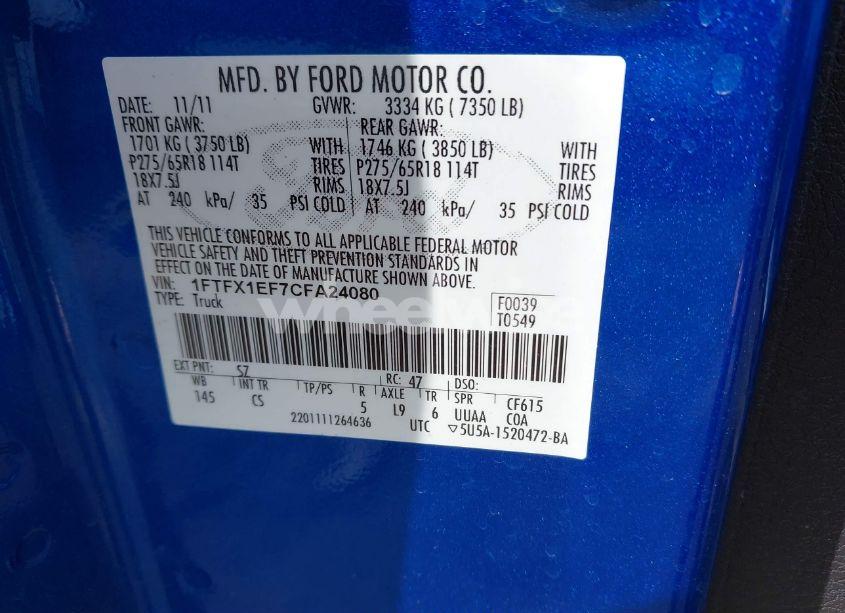 MFD. BY FORD MOTOR CO.
DATE: 11/11 GVWR: 3334 KG ( 7350 LB)
FRONT GAWR: REAR GAWR:
1701 KG ( 3750 LB) WITH 1746 KG ( 3850 LB) WITH
P275/65R18 114T TIRES P275/65R18 114T TIRES
18X7.5J RIMS 18X7.5J RIMS
AT 240 kPa/ 35 PSI COLD AT 240 kPa/ 35 PSI COLD
THIS VEHICLE CONFORMS TO ALL APPLICABLE FEDERAL MOTOR
VEHICLE SAFETY AND THEFT PREVENTION STANDARDS IN
EFFECT ON THE DATE OF MANUFACTURE SHOWN ABOVE.
VIN: 1FTFX1EF7CFA24080 F0039
TYPE: Truck T0549
EXT PNT: SZ RC: 47 DSO:
WB INT TR TP/PS R AXLE TR SPR CF615
145 CS 5 L9 6 UUAA COA
2201111264636 UTC ▽5U5A-1520472-BA